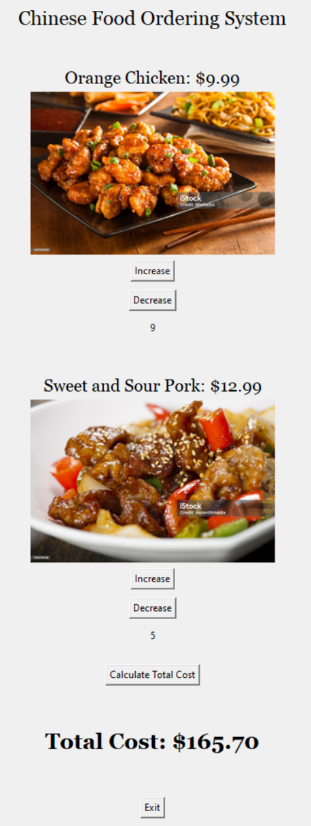 Chinese Food Ordering System
Orange Chicken: $9.99
iStock
Increase
Decrease
9
Sweet and Sour Pork: $12.99
iStock
Increase
Decrease
5
Calculate Total Cost
Total Cost: $165.70
Exit